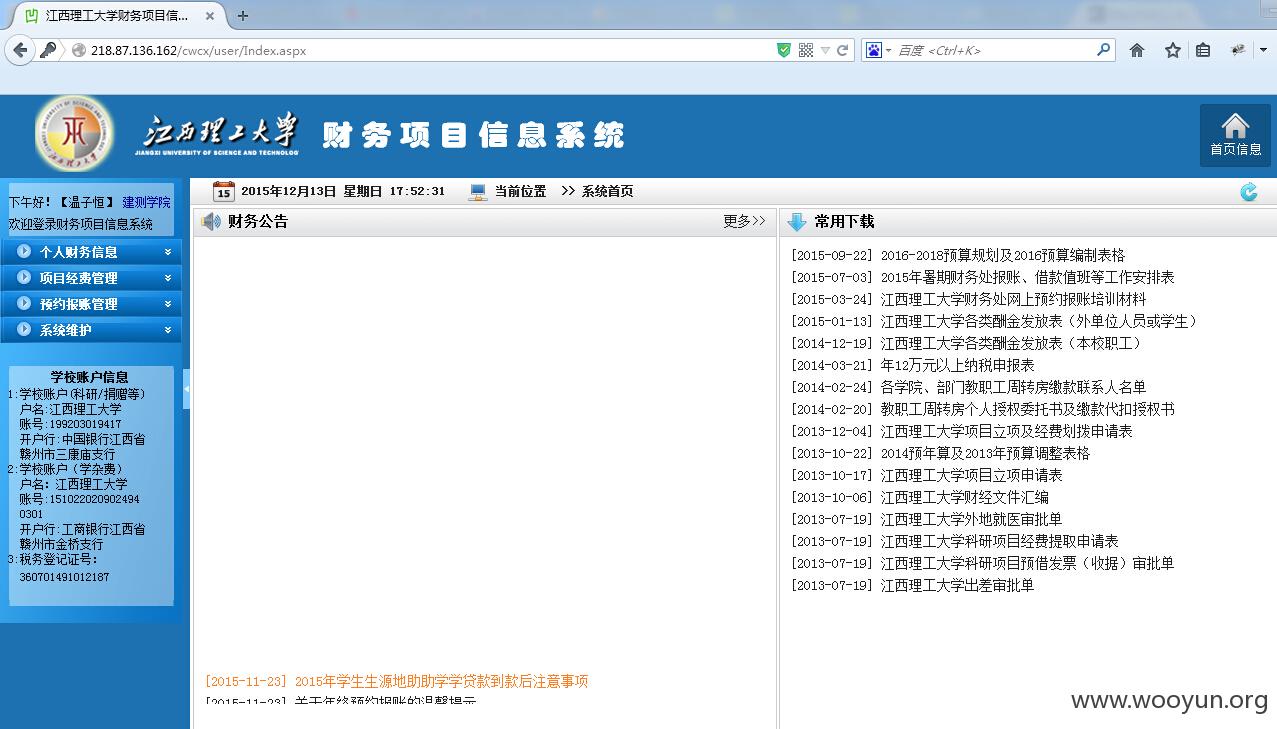 江西理工大学财务项目信...
218.87.136.162/cwcx/user/Index.aspx
百度 <Ctrl+K>
江西理工大学
JIANGXI UNIVERSITY OF SCIENCE AND TECHNOLOG
财务项目信息系统
首页信息
下午好！【温子恒】 建测学院
欢迎登录财务项目信息系统
15 2015年12月13日 星期日 17:52:31 当前位置 >> 系统首页
个人财务信息
项目经费管理
预约报账管理
系统维护
学校账户信息
1:学校账户(科研/捐赠等)
户名:江西理工大学
账号:199203019417
开户行:中国银行江西省
赣州市三康庙支行
2:学校账户（学杂费）
户名: 江西理工大学
账号:151022020902494
0301
开户行:工商银行江西省
赣州市金桥支行
3:税务登记证号:
360701491012187
财务公告 更多>>
[2015-11-23] 2015年学生生源地助助学学贷款到款后注意事项
[2015-11-23] 关于年终预约报账的温馨提示
常用下载
[2015-09-22] 2016-2018预算规划及2016预算编制表格
[2015-07-03] 2015年暑期财务处报账、借款值班等工作安排表
[2015-03-24] 江西理工大学财务处网上预约报账培训材料
[2015-01-13] 江西理工大学各类酬金发放表（外单位人员或学生）
[2014-12-19] 江西理工大学各类酬金发放表（本校职工）
[2014-03-21] 年12万元以上纳税申报表
[2014-02-24] 各学院、部门教职工周转房缴款联系人名单
[2014-02-20] 教职工周转房个人授权委托书及缴款代扣授权书
[2013-12-04] 江西理工大学项目立项及经费划拨申请表
[2013-10-22] 2014预年算及2013年预算调整表格
[2013-10-17] 江西理工大学项目立项申请表
[2013-10-06] 江西理工大学财经文件汇编
[2013-07-19] 江西理工大学外地就医审批单
[2013-07-19] 江西理工大学科研项目经费提取申请表
[2013-07-19] 江西理工大学科研项目预借发票（收据）审批单
[2013-07-19] 江西理工大学出差审批单
www.wooyun.org